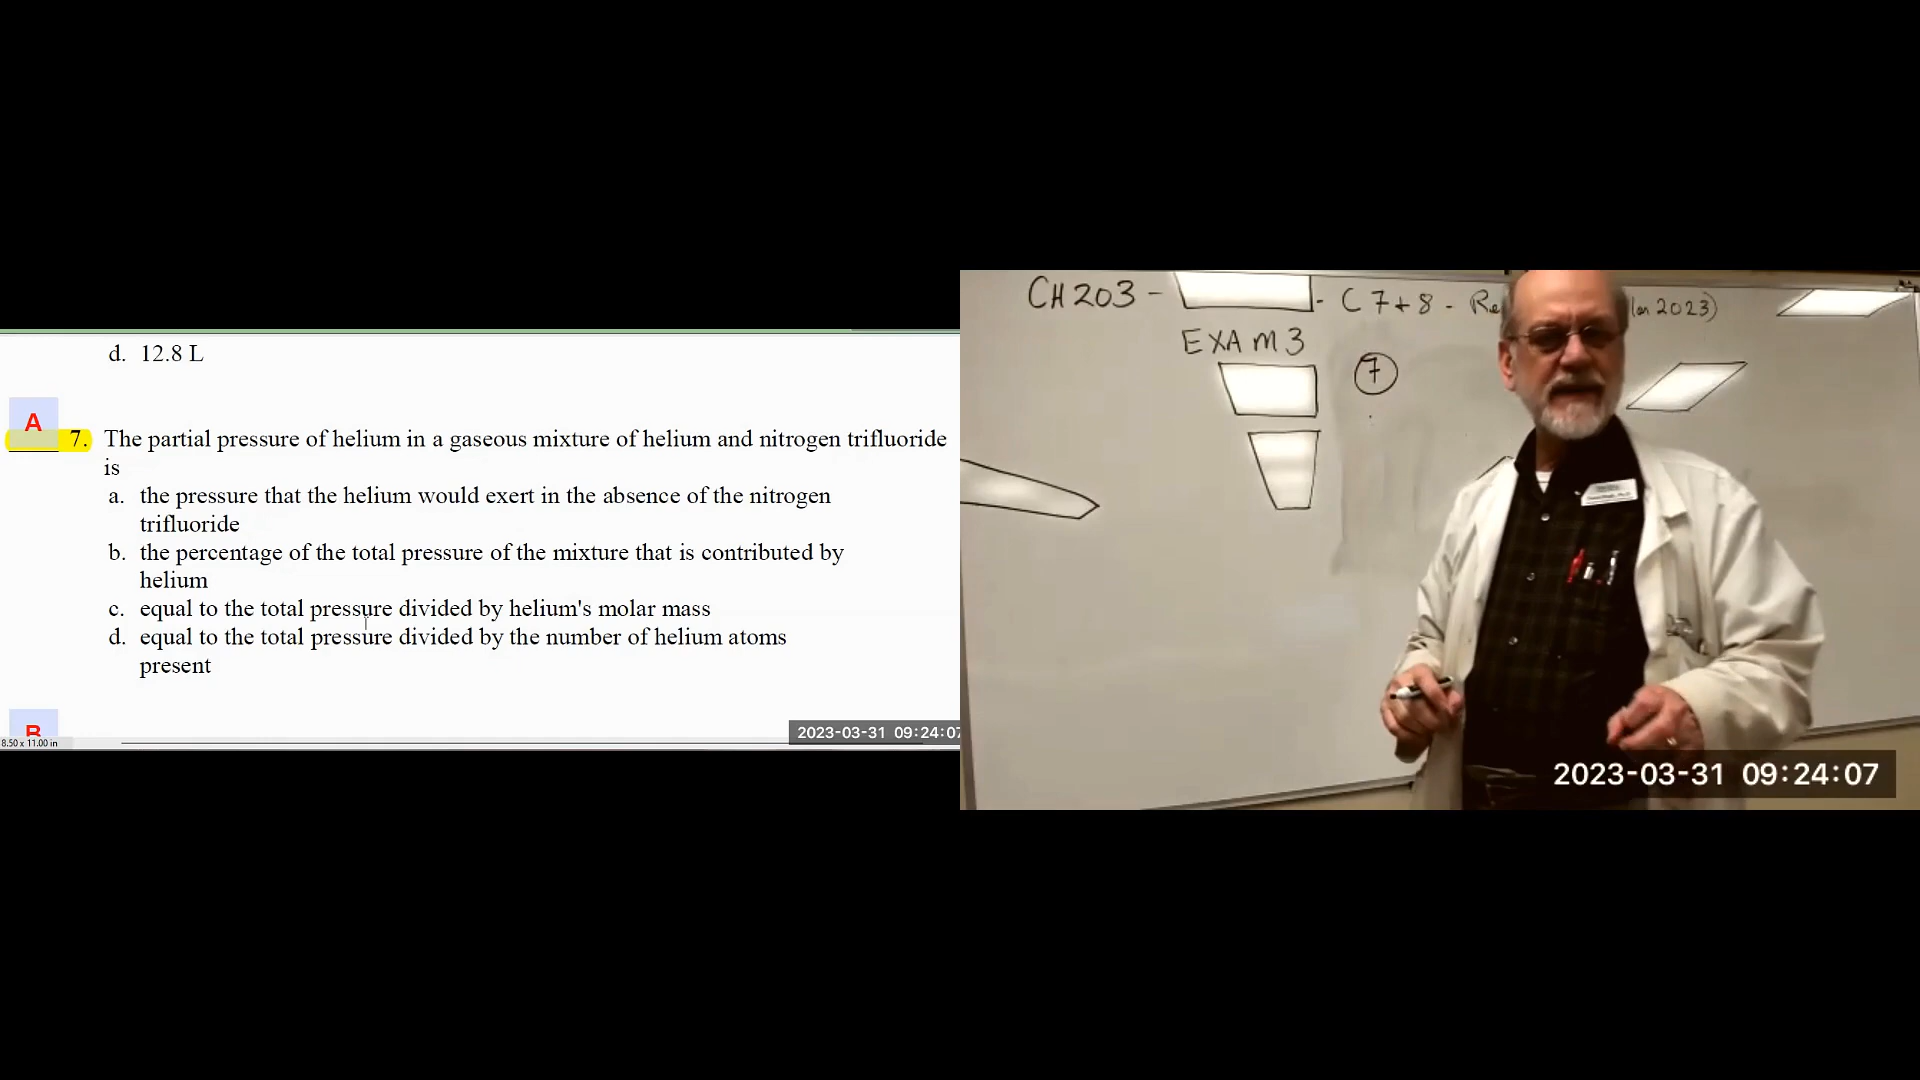 d. 12.8 L
A
7. The partial pressure of helium in a gaseous mixture of helium and nitrogen trifluoride
is
a. the pressure that the helium would exert in the absence of the nitrogen
trifluoride
b. the percentage of the total pressure of the mixture that is contributed by
helium
c. equal to the total pressure divided by helium's molar mass
d. equal to the total pressure divided by the number of helium atoms
present
B
8.50 x 11.00 in
2023-03-31 09:24:07
CH203 - - C 7+8 - Re 2023)
EXAM 3
7
2023-03-31 09:24:07